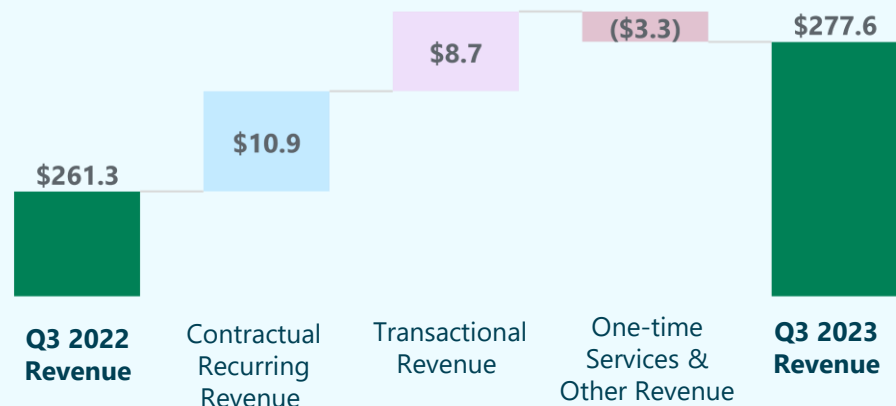 $261.3
$10.9
$8.7
($3.3)
$277.6
Q3 2022
Revenue
Contractual
Recurring
Revenue
Transactional
Revenue
One-time
Services &
Other Revenue
Q3 2023
Revenue